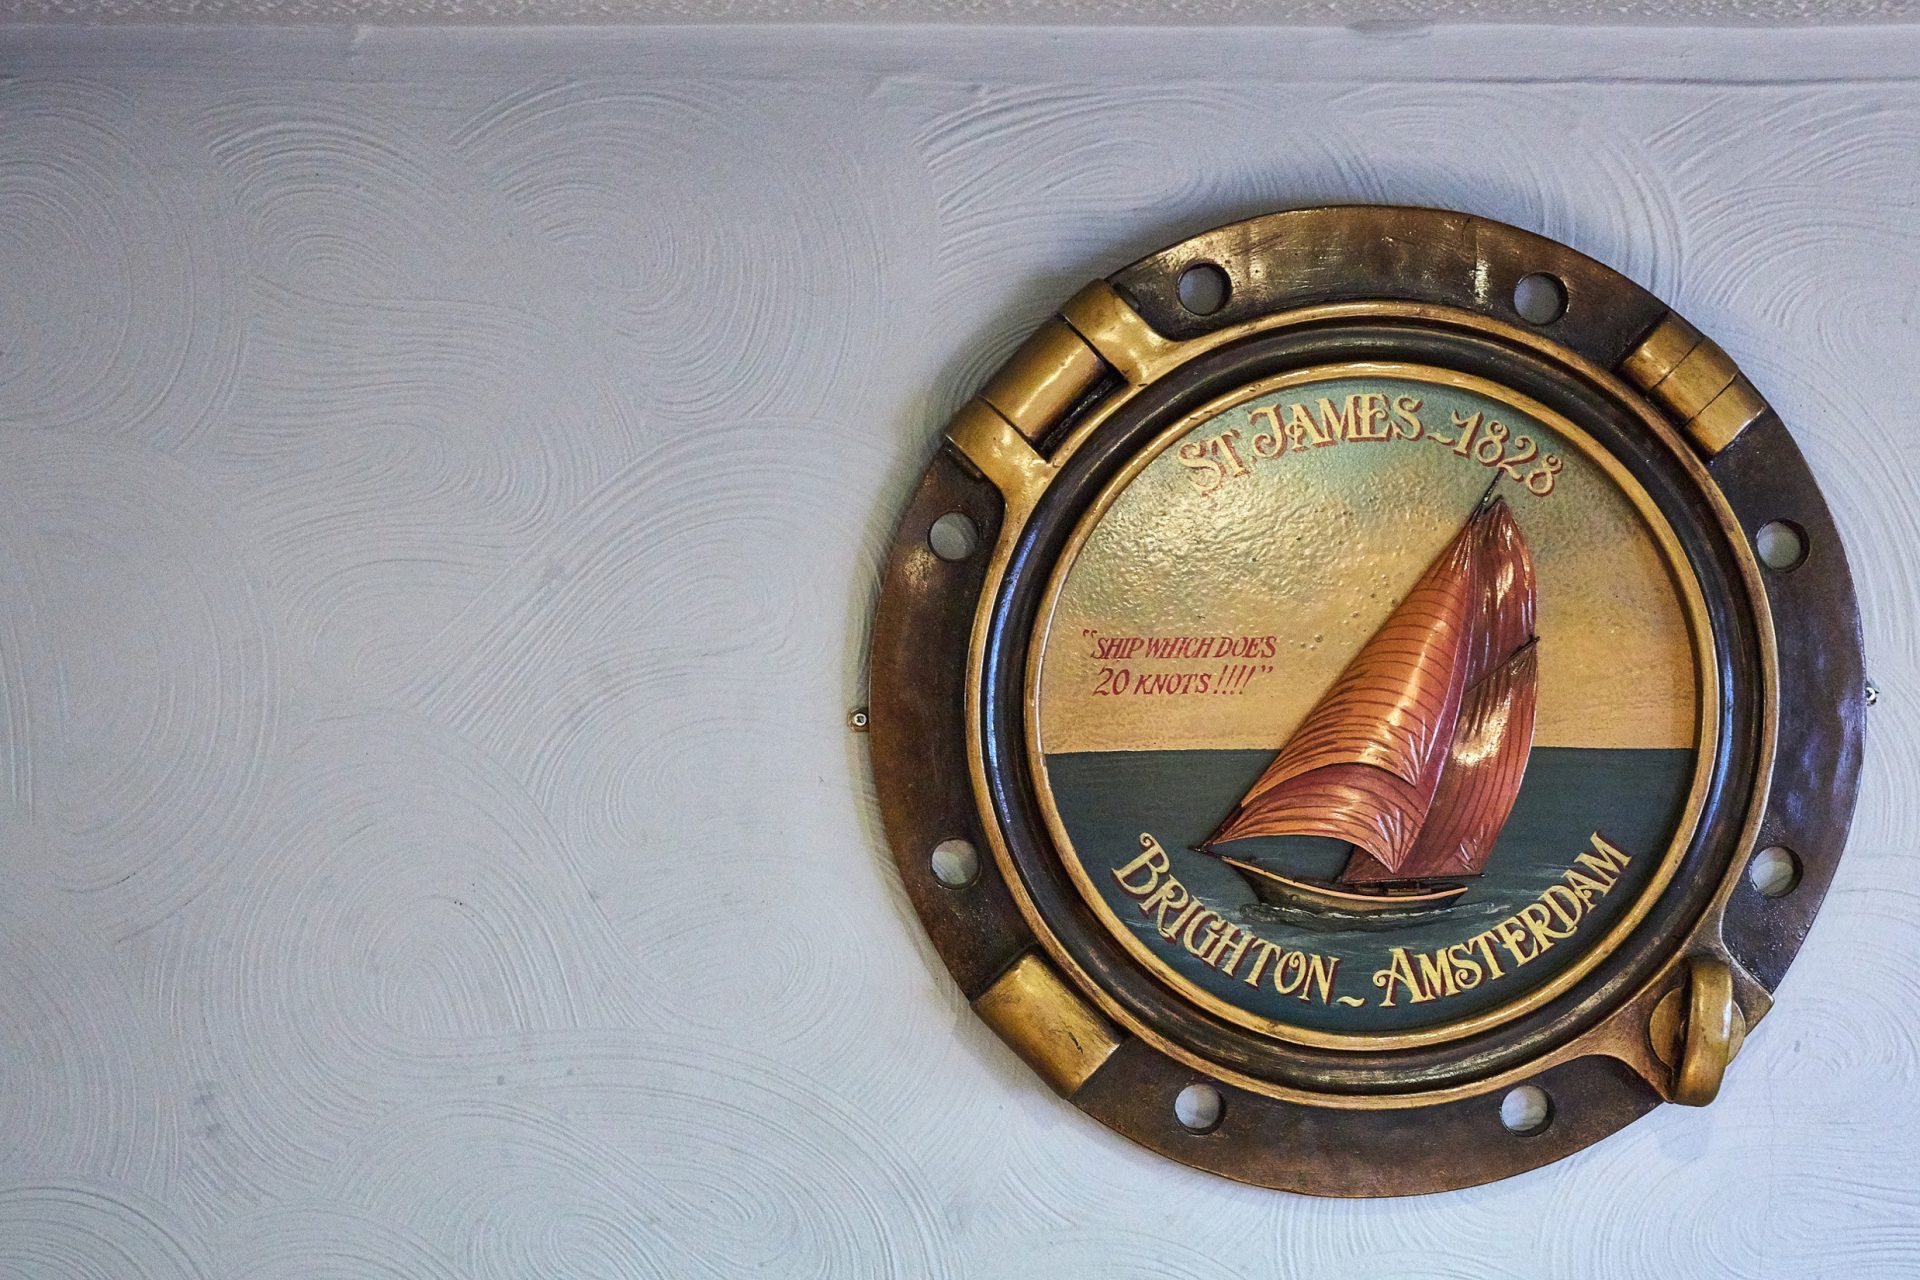 ST JAMES ~ 1828
"SHIP WHICH DOES
20 KNOTS!!!!"
BRIGHTON ~ AMSTERDAM